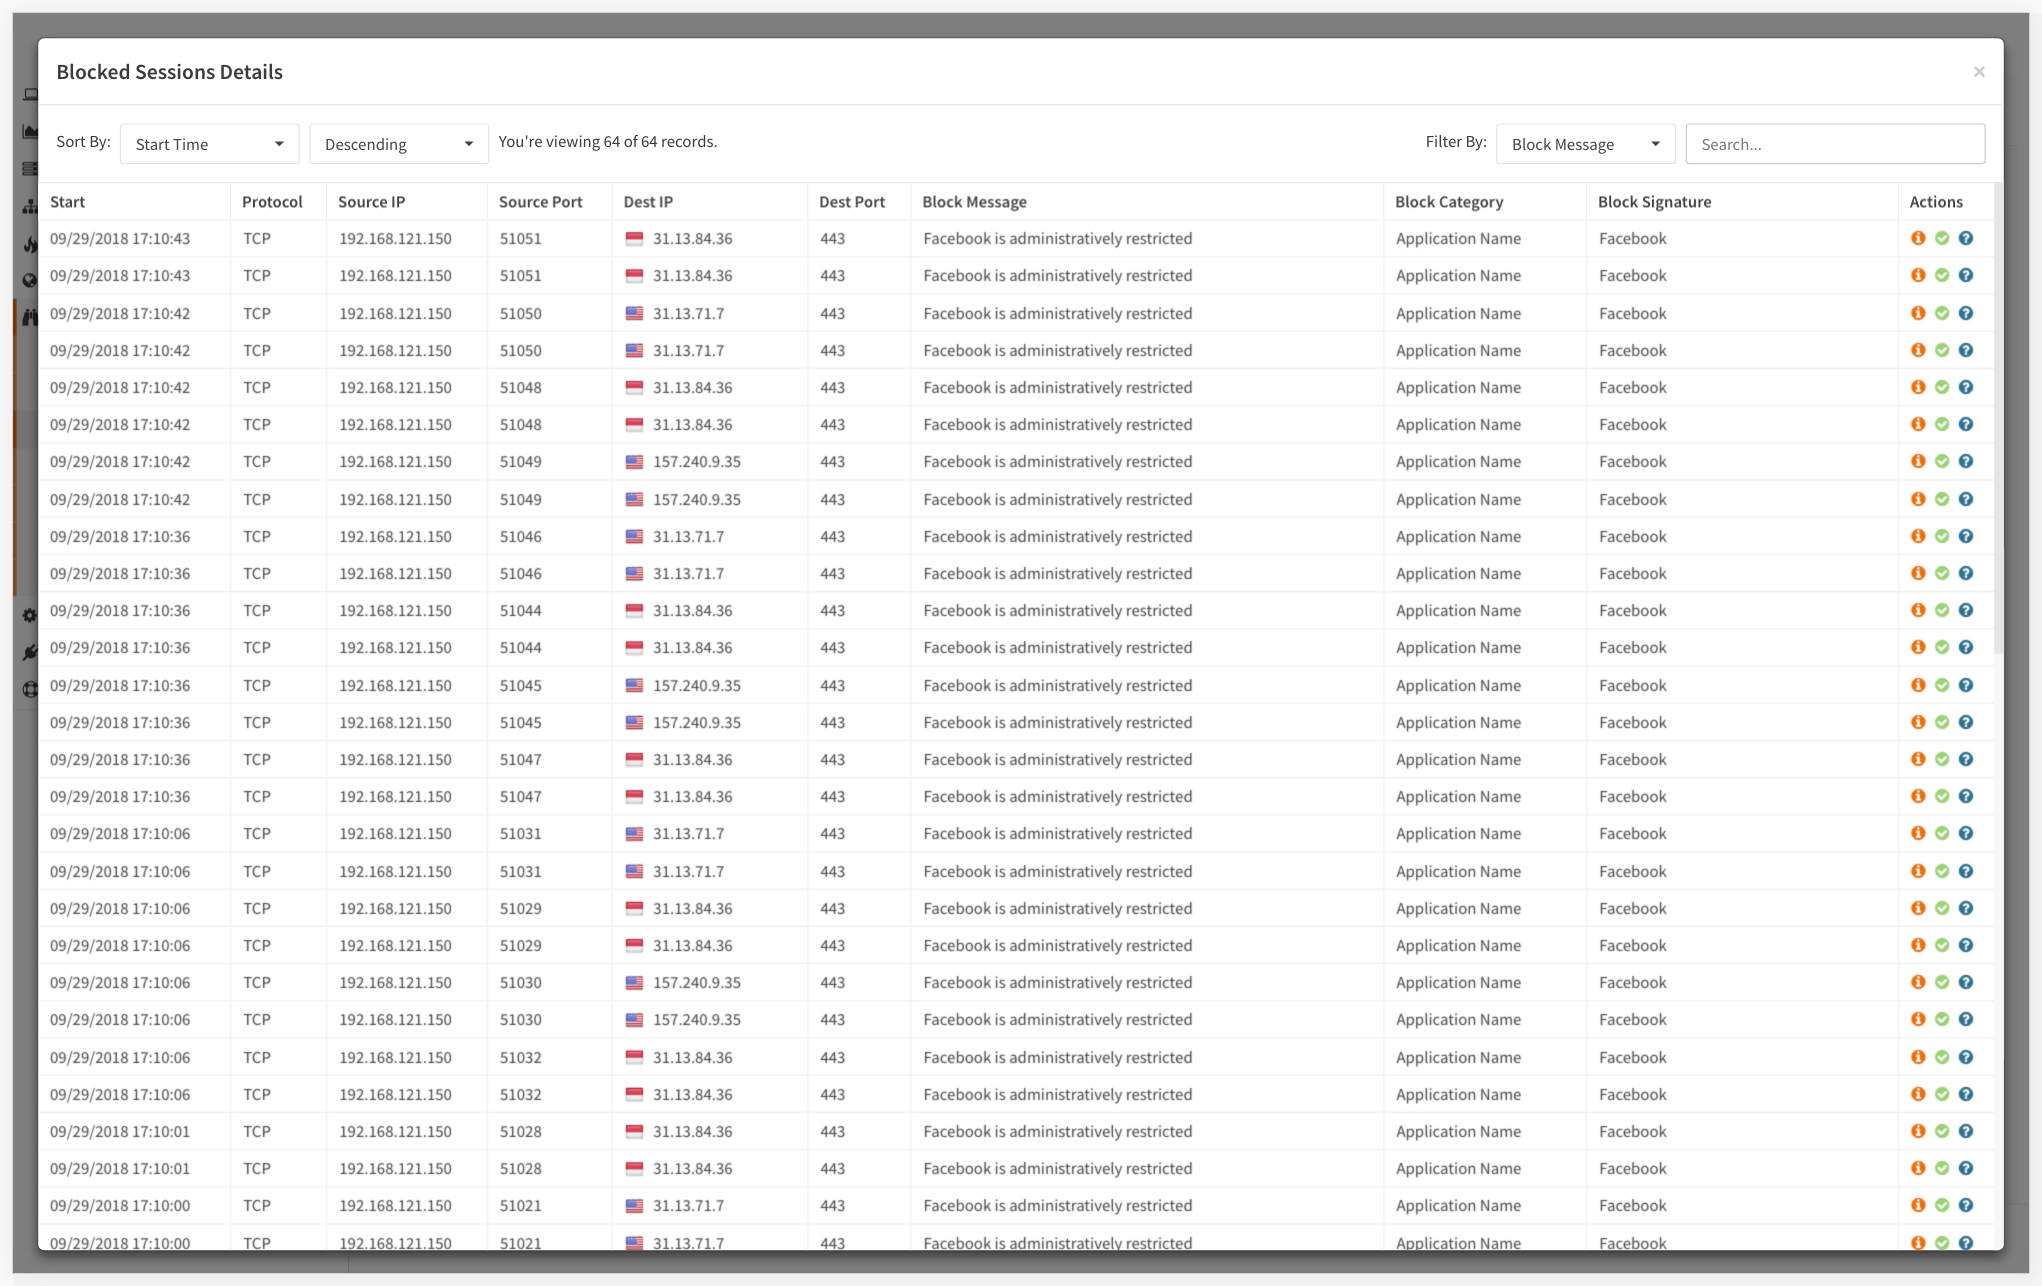 Blocked Sessions Details ×
Sort By: Start Time Descending You're viewing 64 of 64 records. Filter By: Block Message Search...
Start Protocol Source IP Source Port Dest IP Dest Port Block Message Block Category Block Signature Actions
09/29/2018 17:10:43 TCP 192.168.121.150 51051 31.13.84.36 443 Facebook is administratively restricted Application Name Facebook
09/29/2018 17:10:43 TCP 192.168.121.150 51051 31.13.84.36 443 Facebook is administratively restricted Application Name Facebook
09/29/2018 17:10:42 TCP 192.168.121.150 51050 31.13.71.7 443 Facebook is administratively restricted Application Name Facebook
09/29/2018 17:10:42 TCP 192.168.121.150 51050 31.13.71.7 443 Facebook is administratively restricted Application Name Facebook
09/29/2018 17:10:42 TCP 192.168.121.150 51048 31.13.84.36 443 Facebook is administratively restricted Application Name Facebook
09/29/2018 17:10:42 TCP 192.168.121.150 51048 31.13.84.36 443 Facebook is administratively restricted Application Name Facebook
09/29/2018 17:10:42 TCP 192.168.121.150 51049 157.240.9.35 443 Facebook is administratively restricted Application Name Facebook
09/29/2018 17:10:42 TCP 192.168.121.150 51049 157.240.9.35 443 Facebook is administratively restricted Application Name Facebook
09/29/2018 17:10:36 TCP 192.168.121.150 51046 31.13.71.7 443 Facebook is administratively restricted Application Name Facebook
09/29/2018 17:10:36 TCP 192.168.121.150 51046 31.13.71.7 443 Facebook is administratively restricted Application Name Facebook
09/29/2018 17:10:36 TCP 192.168.121.150 51044 31.13.84.36 443 Facebook is administratively restricted Application Name Facebook
09/29/2018 17:10:36 TCP 192.168.121.150 51044 31.13.84.36 443 Facebook is administratively restricted Application Name Facebook
09/29/2018 17:10:36 TCP 192.168.121.150 51045 157.240.9.35 443 Facebook is administratively restricted Application Name Facebook
09/29/2018 17:10:36 TCP 192.168.121.150 51045 157.240.9.35 443 Facebook is administratively restricted Application Name Facebook
09/29/2018 17:10:36 TCP 192.168.121.150 51047 31.13.84.36 443 Facebook is administratively restricted Application Name Facebook
09/29/2018 17:10:36 TCP 192.168.121.150 51047 31.13.84.36 443 Facebook is administratively restricted Application Name Facebook
09/29/2018 17:10:06 TCP 192.168.121.150 51031 31.13.71.7 443 Facebook is administratively restricted Application Name Facebook
09/29/2018 17:10:06 TCP 192.168.121.150 51031 31.13.71.7 443 Facebook is administratively restricted Application Name Facebook
09/29/2018 17:10:06 TCP 192.168.121.150 51029 31.13.84.36 443 Facebook is administratively restricted Application Name Facebook
09/29/2018 17:10:06 TCP 192.168.121.150 51029 31.13.84.36 443 Facebook is administratively restricted Application Name Facebook
09/29/2018 17:10:06 TCP 192.168.121.150 51030 157.240.9.35 443 Facebook is administratively restricted Application Name Facebook
09/29/2018 17:10:06 TCP 192.168.121.150 51030 157.240.9.35 443 Facebook is administratively restricted Application Name Facebook
09/29/2018 17:10:06 TCP 192.168.121.150 51032 31.13.84.36 443 Facebook is administratively restricted Application Name Facebook
09/29/2018 17:10:06 TCP 192.168.121.150 51032 31.13.84.36 443 Facebook is administratively restricted Application Name Facebook
09/29/2018 17:10:01 TCP 192.168.121.150 51028 31.13.84.36 443 Facebook is administratively restricted Application Name Facebook
09/29/2018 17:10:01 TCP 192.168.121.150 51028 31.13.84.36 443 Facebook is administratively restricted Application Name Facebook
09/29/2018 17:10:00 TCP 192.168.121.150 51021 31.13.71.7 443 Facebook is administratively restricted Application Name Facebook
09/29/2018 17:10:00 TCP 192.168.121.150 51021 31.13.71.7 443 Facebook is administratively restricted Application Name Facebook